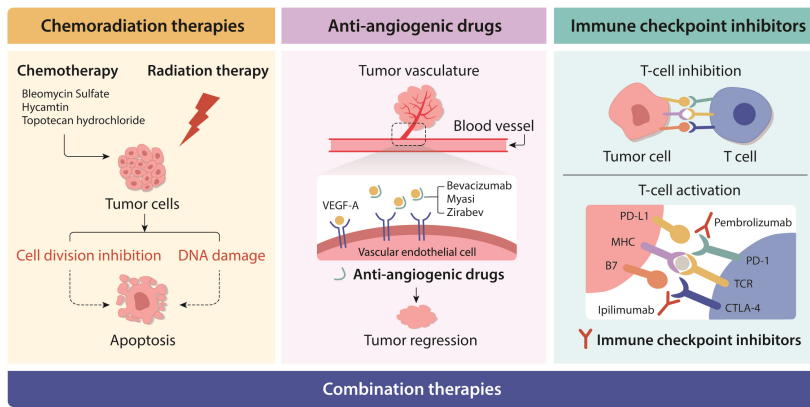 Chemoradiation therapies
Chemotherapy
Bleomycin Sulfate
Hycamtin
Topotecan hydrochloride
Radiation therapy
Tumor cells
Cell division inhibition
DNA damage
Apoptosis
Anti-angiogenic drugs
Tumor vasculature
Blood vessel
VEGF-A
Bevacizumab
Myasi
Zirabev
Vascular endothelial cell
Anti-angiogenic drugs
Tumor regression
Immune checkpoint inhibitors
T-cell inhibition
Tumor cell
T cell
T-cell activation
PD-L1
Pembrolizumab
MHC
PD-1
B7
TCR
Ipilimumab
CTLA-4
Immune checkpoint inhibitors
Combination therapies